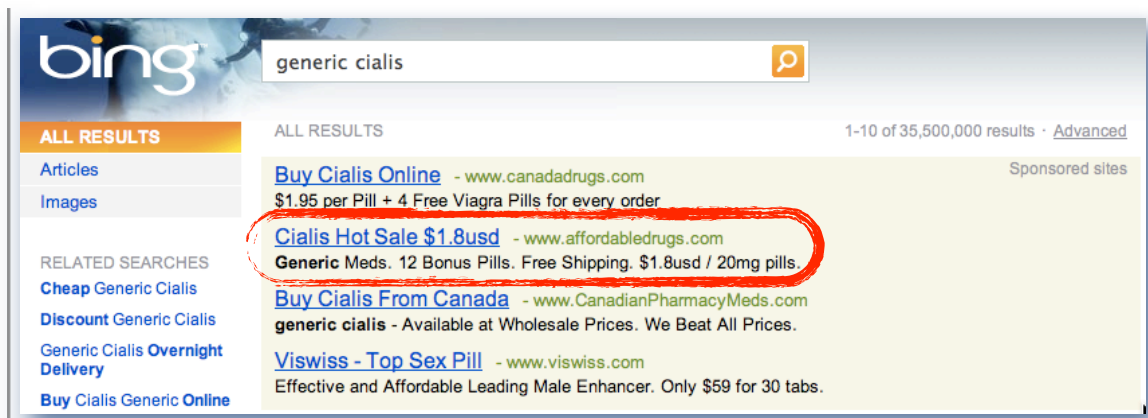 bing
generic cialis
ALL RESULTS
Articles
Images
RELATED SEARCHES
Cheap Generic Cialis
Discount Generic Cialis
Generic Cialis Overnight
Delivery
Buy Cialis Generic Online
ALL RESULTS
1-10 of 35,500,000 results · Advanced
Sponsored sites
Buy Cialis Online - www.canadadrugs.com
$1.95 per Pill + 4 Free Viagra Pills for every order
Cialis Hot Sale $1.8usd - www.affordabledrugs.com
Generic Meds. 12 Bonus Pills. Free Shipping. $1.8usd / 20mg pills.
Buy Cialis From Canada - www.CanadianPharmacyMeds.com
generic cialis - Available at Wholesale Prices. We Beat All Prices.
Viswiss - Top Sex Pill - www.viswiss.com
Effective and Affordable Leading Male Enhancer. Only $59 for 30 tabs.